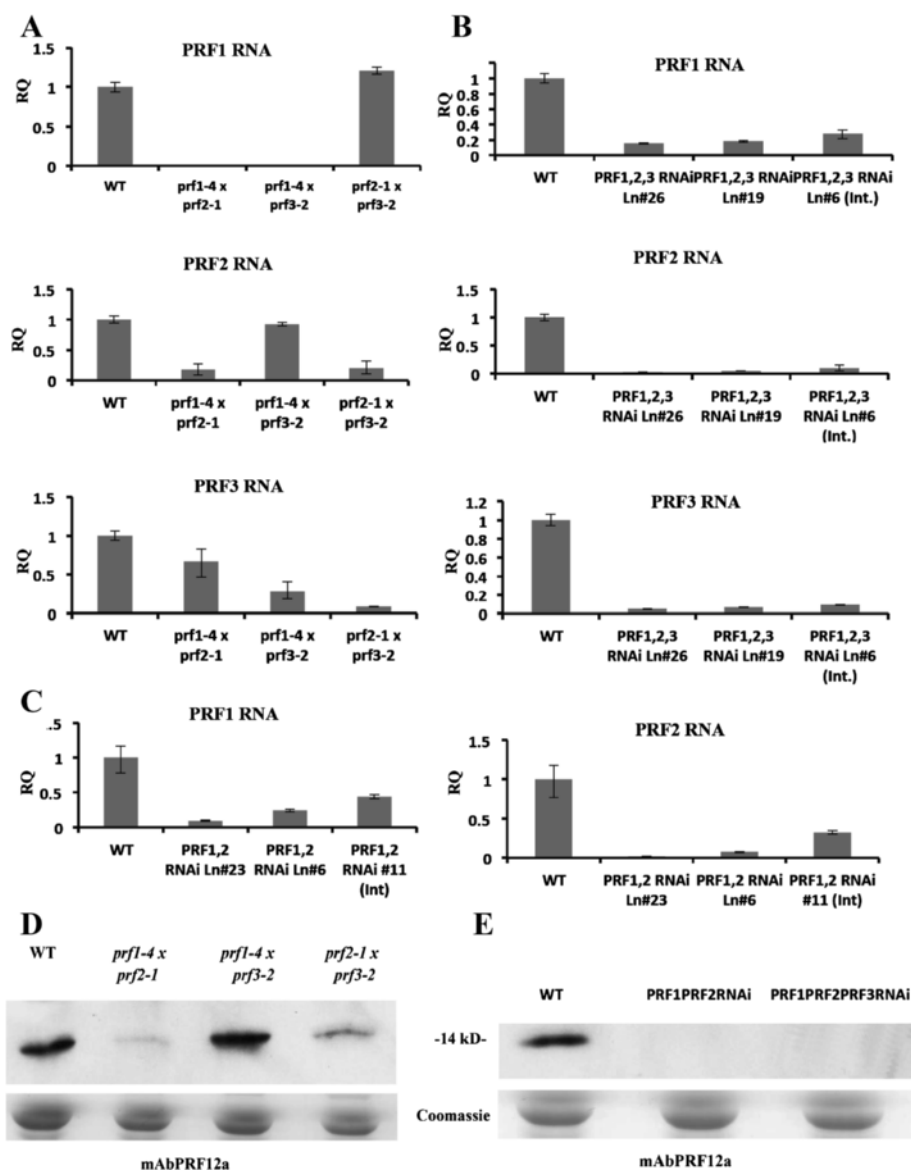 A
PRF1 RNA
RQ
1.5
1
0.5
0
WT
prf1-4 x
prf2-1
prf1-4 x
prf3-2
prf2-1 x
prf3-2
PRF2 RNA
RQ
1.5
1
0.5
0
WT
prf1-4 x
prf2-1
prf1-4 x
prf3-2
prf2-1 x
prf3-2
PRF3 RNA
RQ
1.5
1
0.5
0
WT
prf1-4 x
prf2-1
prf1-4 x
prf3-2
prf2-1 x
prf3-2
B
PRF1 RNA
RQ
1
0.8
0.6
0.4
0.2
0
WT
PRF1,2,3 RNAi
Ln#26
PRF1,2,3 RNAi
Ln#19
PRF1,2,3 RNAi
Ln#6 (Int.)
PRF2 RNA
RQ
1.5
1
0.5
0
WT
PRF1,2,3
RNAi Ln#26
PRF1,2,3
RNAi Ln#19
PRF1,2,3
RNAi Ln#6
(Int.)
PRF3 RNA
RQ
1.2
1
0.8
0.6
0.4
0.2
0
WT
PRF1,2,3
RNAi Ln#26
PRF1,2,3
RNAi Ln#19
PRF1,2,3
RNAi Ln#6
(Int.)
C
PRF1 RNA
RQ
.5
1
0.5
0
WT
PRF1,2
RNAi Ln#23
PRF1,2
RNAi Ln#6
PRF1,2
RNAi #11
(Int)
PRF2 RNA
RQ
1.5
1
0.5
0
WT
PRF1,2 RNAi
Ln#23
PRF1,2 RNAi
Ln#6
PRF1,2 RNAi
#11 (Int)
D
WT
prf1-4 x
prf2-1
prf1-4 x
prf3-2
prf2-1 x
prf3-2
mAbPRF12a
-14 kD-
Coomassie
E
WT
PRF1PRF2RNAi
PRF1PRF2PRF3RNAi
mAbPRF12a